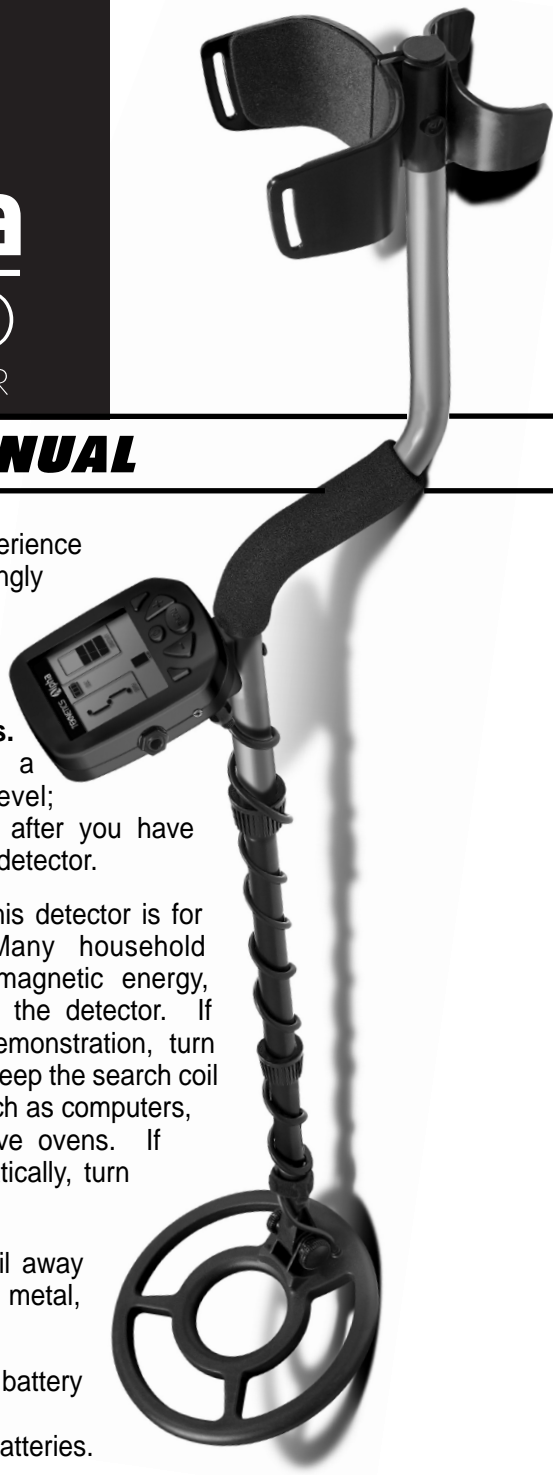 a
R
NUAL
erience
ngly
s.
a
evel;
after you have
detector.
his detector is for
Many household
magnetic energy,
the detector. If
emonstration, turn
eep the search coil
ch as computers,
ve ovens. If
tically, turn
il away
metal,
battery
atteries.
TEKNETICS Alpha